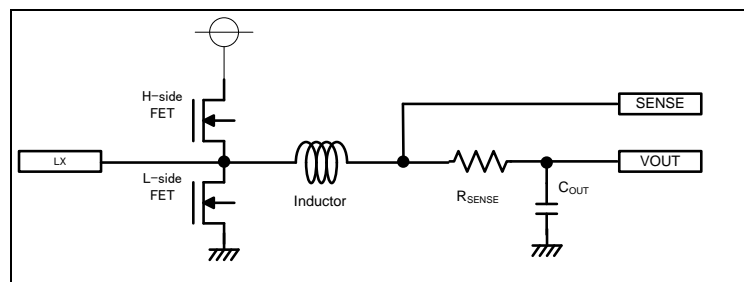 H-side
FET
SENSE
LX
VOUT
L-side
FET
Inductor
RSENSE
COUT